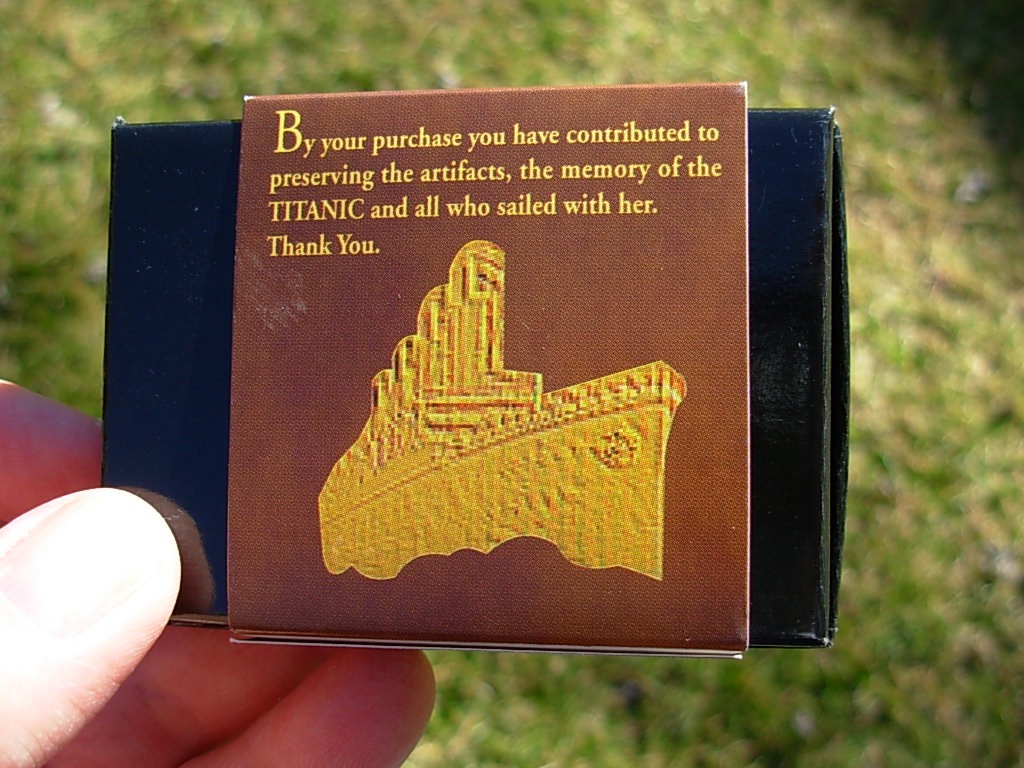 By your purchase you have contributed to
preserving the artifacts, the memory of the
TITANIC and all who sailed with her.
Thank You.